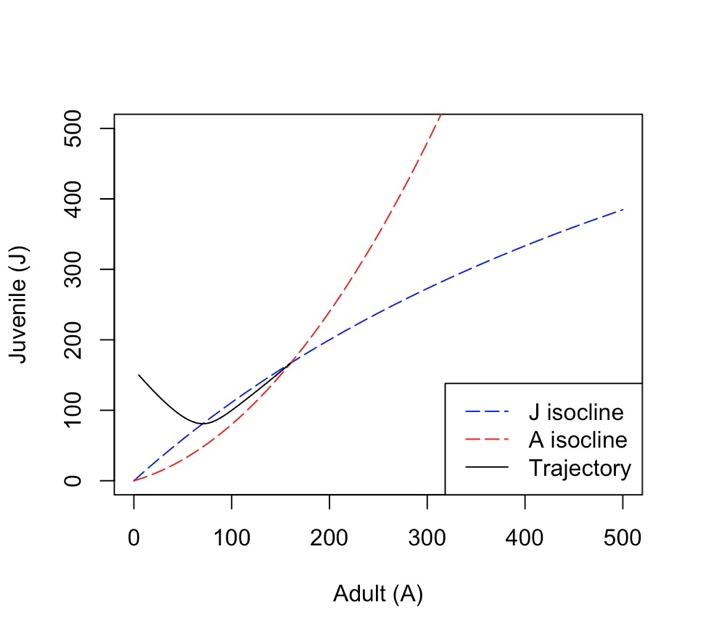 500
400
300
200
100
0
Juvenile (J)
J isocline
A isocline
Trajectory
0 100 200 300 400 500
Adult (A)